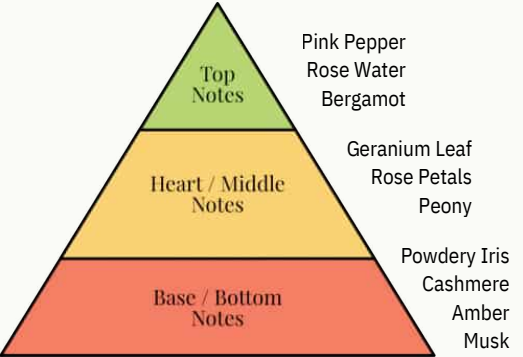 Top
Notes
Pink Pepper
Rose Water
Bergamot
Heart / Middle
Notes
Geranium Leaf
Rose Petals
Peony
Base / Bottom
Notes
Powdery Iris
Cashmere
Amber
Musk